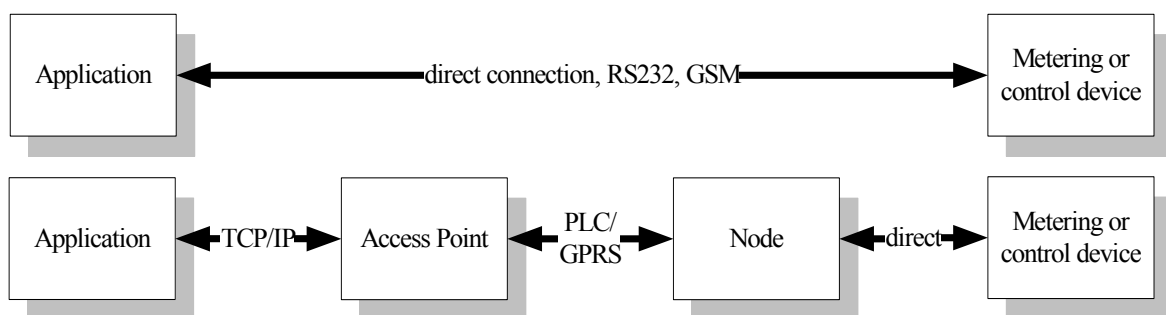 Application
direct connection, RS232, GSM
Metering or
control device
Application
TCP/IP
Access Point
PLC/
GPRS
Node
direct
Metering or
control device